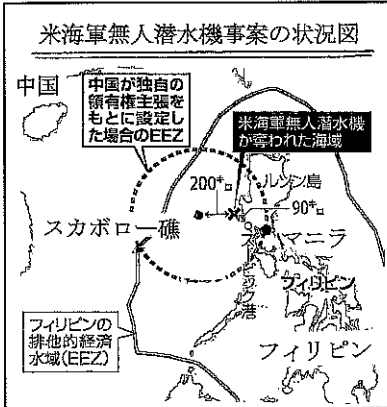 米海軍無人潜水機事案の状況図
中国
中国が独自の
領有権主張を
もとに設定し
た場合のEEZ
米海軍無人潜水機
が奪われた海域
ルソン島
200㌔
90㌔
スカボロー礁
マニラ
スービック港
フィリピン
フィリピンの
排他的経済
水域(EEZ)
フィリピン